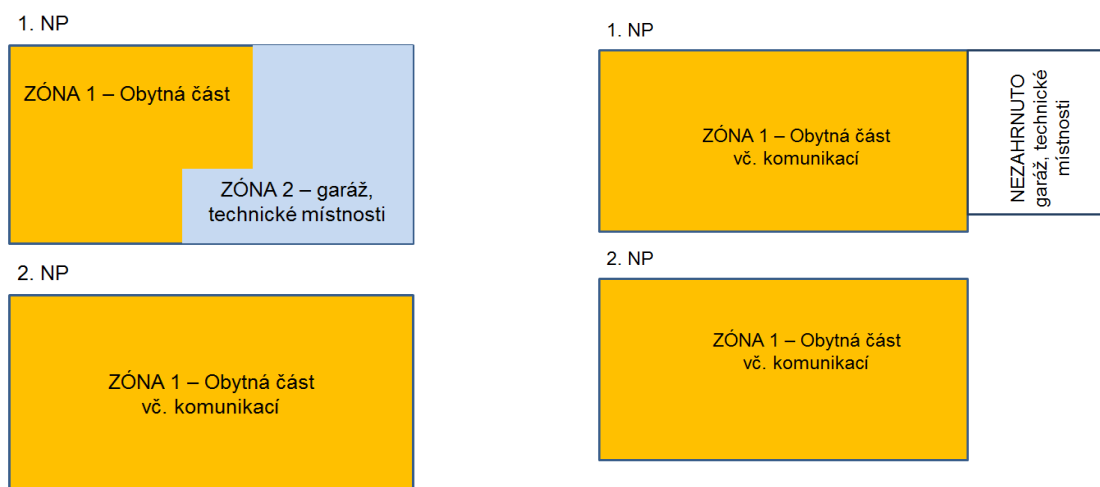 1. NP
ZÓNA 1 – Obytná část
ZÓNA 2 – garáž,
technické místnosti
2. NP
ZÓNA 1 – Obytná část
vč. komunikací
1. NP
ZÓNA 1 – Obytná část
vč. komunikací
NEZAHRNUTO
garáž, technické
místnosti
2. NP
ZÓNA 1 – Obytná část
vč. komunikací